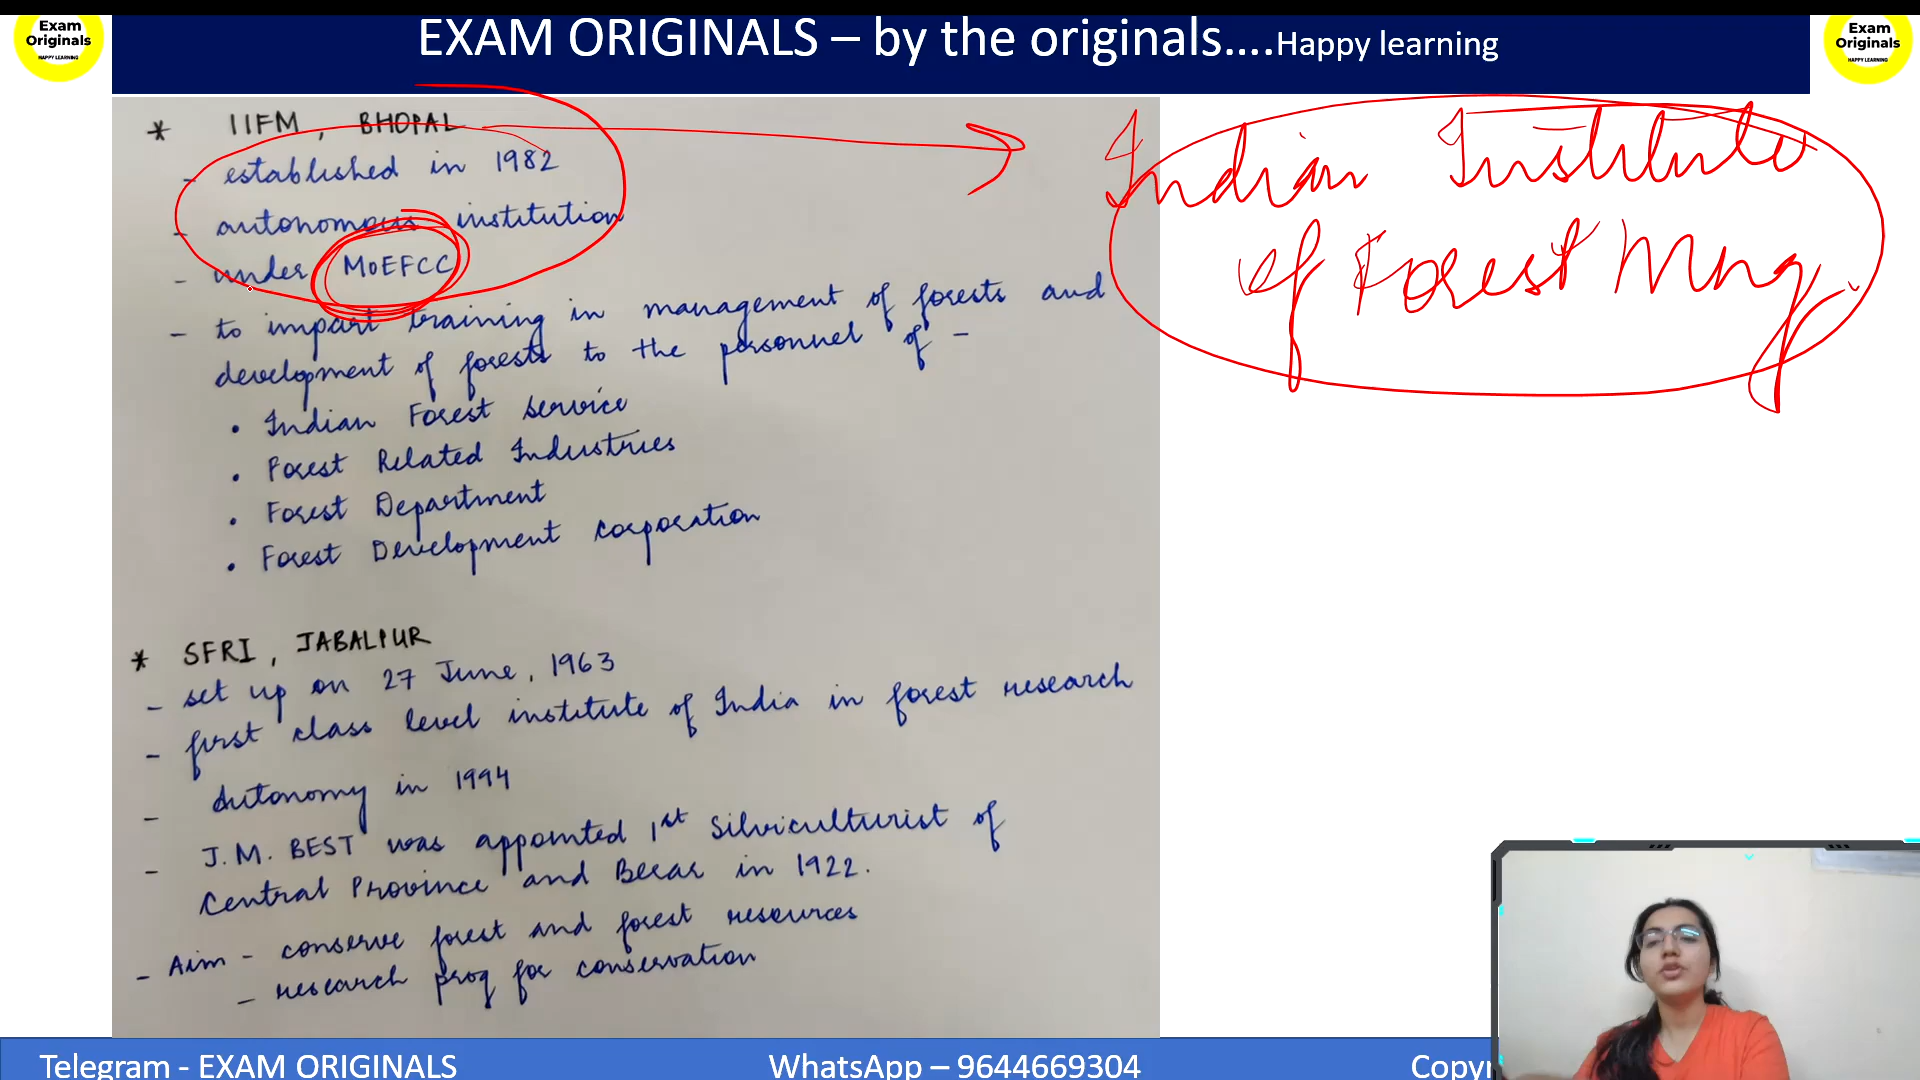 Exam
Originals
HAPPY LEARNING
EXAM ORIGINALS – by the originals....Happy learning
Exam
Originals
HAPPY LEARNING
* IIFM, BHOPAL
- established in 1982
- autonomous institution
- under MoEFCC
- to impart training in management of forests and
development of forests to the personnel of -
• Indian Forest Service
• Forest Related Industries
• Forest Department
• Forest Development corporation
Indian Institute
of Forest Mng.
* SFRI, JABALPUR
- set up on 27 June, 1963
- first class level institute of India in forest research
- Autonomy in 1994
- J.M. BEST was appointed 1st Silviculturist of
Central Province and Berar in 1922.
- Aim - conserve forest and forest resources
- research prog for conservation
Telegram - EXAM ORIGINALS
WhatsApp – 9644669304
Copyr